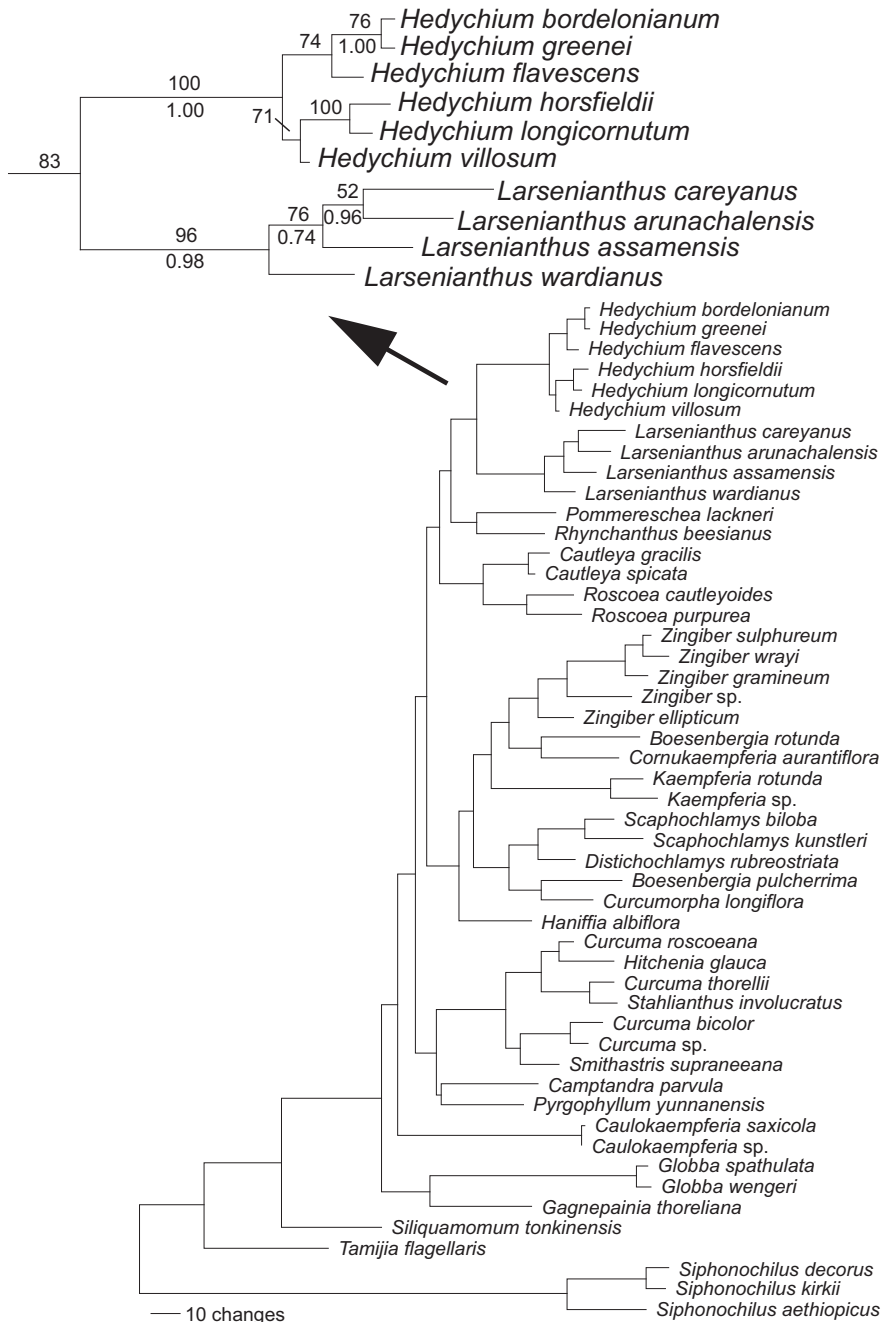 76
Hedychium bordelonianum
74
1.00
Hedychium greenei
100
Hedychium flavescens
1.00
71
100
Hedychium horsfieldii
Hedychium longicornutum
83
Hedychium villosum
52
Larsenianthus careyanus
76
0.96
Larsenianthus arunachalensis
96
0.74
Larsenianthus assamensis
0.98
Larsenianthus wardianus
Hedychium bordelonianum
Hedychium greenei
Hedychium flavescens
Hedychium horsfieldii
Hedychium longicornutum
Hedychium villosum
Larsenianthus careyanus
Larsenianthus arunachalensis
Larsenianthus assamensis
Larsenianthus wardianus
Pommereschea lackneri
Rhynchanthus beesianus
Cautleya gracilis
Cautleya spicata
Roscoea cautleyoides
Roscoea purpurea
Zingiber sulphureum
Zingiber wrayi
Zingiber gramineum
Zingiber sp.
Zingiber ellipticum
Boesenbergia rotunda
Cornukaempferia aurantiflora
Kaempferia rotunda
Kaempferia sp.
Scaphochlamys biloba
Scaphochlamys kunstleri
Distichochlamys rubreostriata
Boesenbergia pulcherrima
Curcumorpha longiflora
Haniffia albiflora
Curcuma roscoeana
Hitchenia glauca
Curcuma thorellii
Stahlianthus involucratus
Curcuma bicolor
Curcuma sp.
Smithastris supraneeana
Camptandra parvula
Pyrgophyllum yunnanensis
Caulokaempferia saxicola
Caulokaempferia sp.
Globba spathulata
Globba wengeri
Gagnepainia thoreliana
Siliquamomum tonkinensis
Tamijia flagellaris
Siphonochilus decorus
Siphonochilus kirkii
Siphonochilus aethiopicus
10 changes